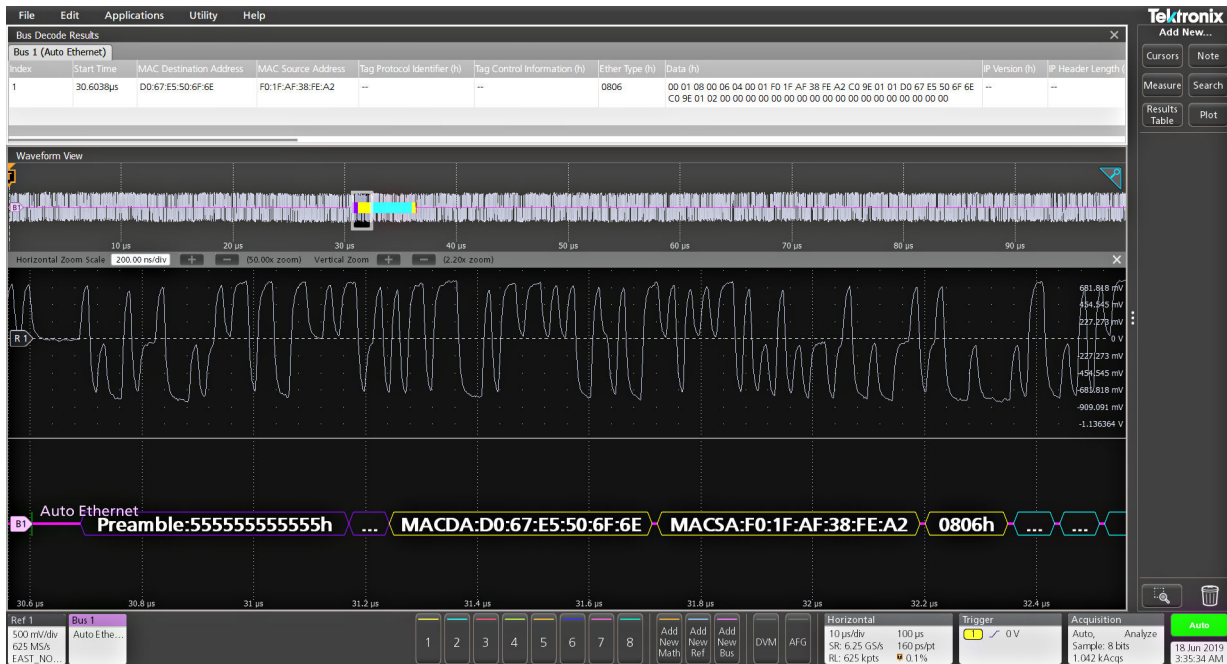 File Edit Applications Utility Help
Tektronix
Add New...
Bus Decode Results
Bus 1 (Auto Ethernet)
Index Start Time MAC Destination Address MAC Source Address Tag Protocol Identifier (h) Tag Control Information (h) Ether Type (h) Data (h) IP Version (h) IP Header Length (
1 30.6038µs D0:67:E5:50:6F:6E F0:1F:AF:38:FE:A2 -- -- 0806 00 01 08 00 06 04 00 01 F0 1F AF 38 FE A2 C0 9E 01 01 D0 67 E5 50 6F 6E -- --
C0 9E 01 02 00 00 00 00 00 00 00 00 00 00 00 00 00 00 00 00 00 00
Cursors Note
Measure Search
Results Table Plot
Waveform View
B1
10 µs 20 µs 30 µs 40 µs 50 µs 60 µs 70 µs 80 µs 90 µs
Horizontal Zoom Scale 200.00 ns/div + – (50.00x zoom) Vertical Zoom + – (2.20x zoom)
681.818 mV
454.545 mV
227.273 mV
R 1 0 V
-227.273 mV
-454.545 mV
-681.818 mV
-909.091 mV
-1.136364 V
Auto Ethernet
B1 Preamble:555555555555h ... MACDA:D0:67:E5:50:6F:6E MACSA:F0:1F:AF:38:FE:A2 0806h ... ...
30.6 µs 30.8 µs 31 µs 31.2 µs 31.4 µs 31.6 µs 31.8 µs 32 µs 32.2 µs 32.4 µs
Ref 1
500 mV/div
625 MS/s
EAST_NO...
Bus 1
Auto Ethe...
1 2 3 4 5 6 7 8
Add New Math
Add New Ref
Add New Bus
DVM AFG
Horizontal
10 µs/div 100 µs
SR: 6.25 GS/s 160 ps/pt
RL: 625 kpts 0.1%
Trigger
1 0 V
Acquisition
Auto, Analyze
Sample: 8 bits
1.042 kAcqs
Auto
18 Jun 2019
3:35:34 AM